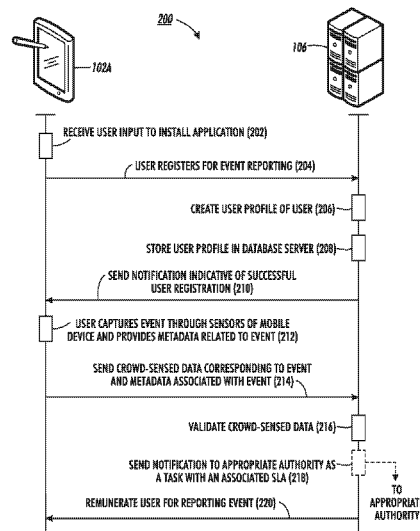 200
102A
106
RECEIVE USER INPUT TO INSTALL APPLICATION (202)
USER REGISTERS FOR EVENT REPORTING (204)
CREATE USER PROFILE OF USER (206)
STORE USER PROFILE IN DATABASE SERVER (208)
SEND NOTIFICATION INDICATIVE OF SUCCESSFUL
USER REGISTRATION (210)
USER CAPTURES EVENT THROUGH SENSORS OF MOBILE
DEVICE AND PROVIDES METADATA RELATED TO EVENT (212)
SEND CROWD-SENSED DATA CORRESPONDING TO EVENT
AND METADATA ASSOCIATED WITH EVENT (214)
VALIDATE CROWD-SENSED DATA (216)
SEND NOTIFICATION TO APPROPRIATE AUTHORITY AS
A TASK WITH AN ASSOCIATED SLA (218)
TO
APPROPRIATE
AUTHORITY
REMUNERATE USER FOR REPORTING EVENT (220)